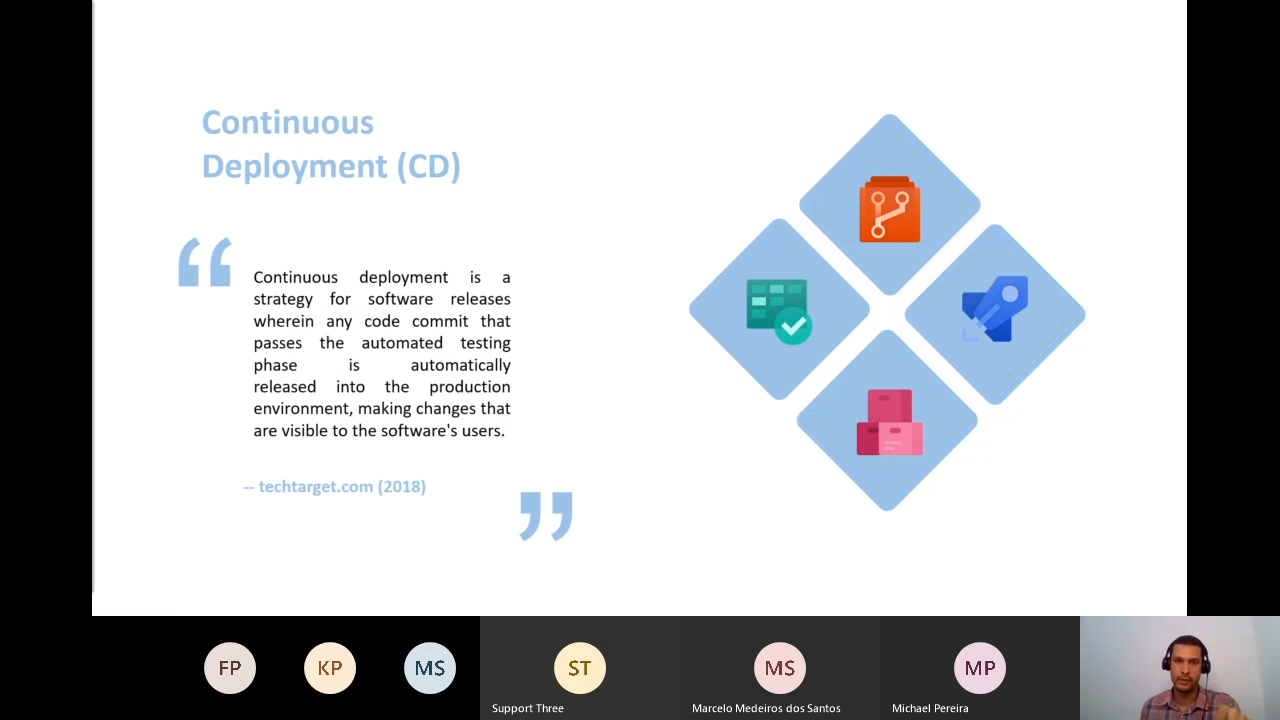 Continuous
Deployment (CD)
“
Continuous deployment is a
strategy for software releases
wherein any code commit that
passes the automated testing
phase is automatically
released into the production
environment, making changes that
are visible to the software's users.
-- techtarget.com (2018)
”
FP
KP
MS
ST
MS
MP
Support Three
Marcelo Medeiros dos Santos
Michael Pereira